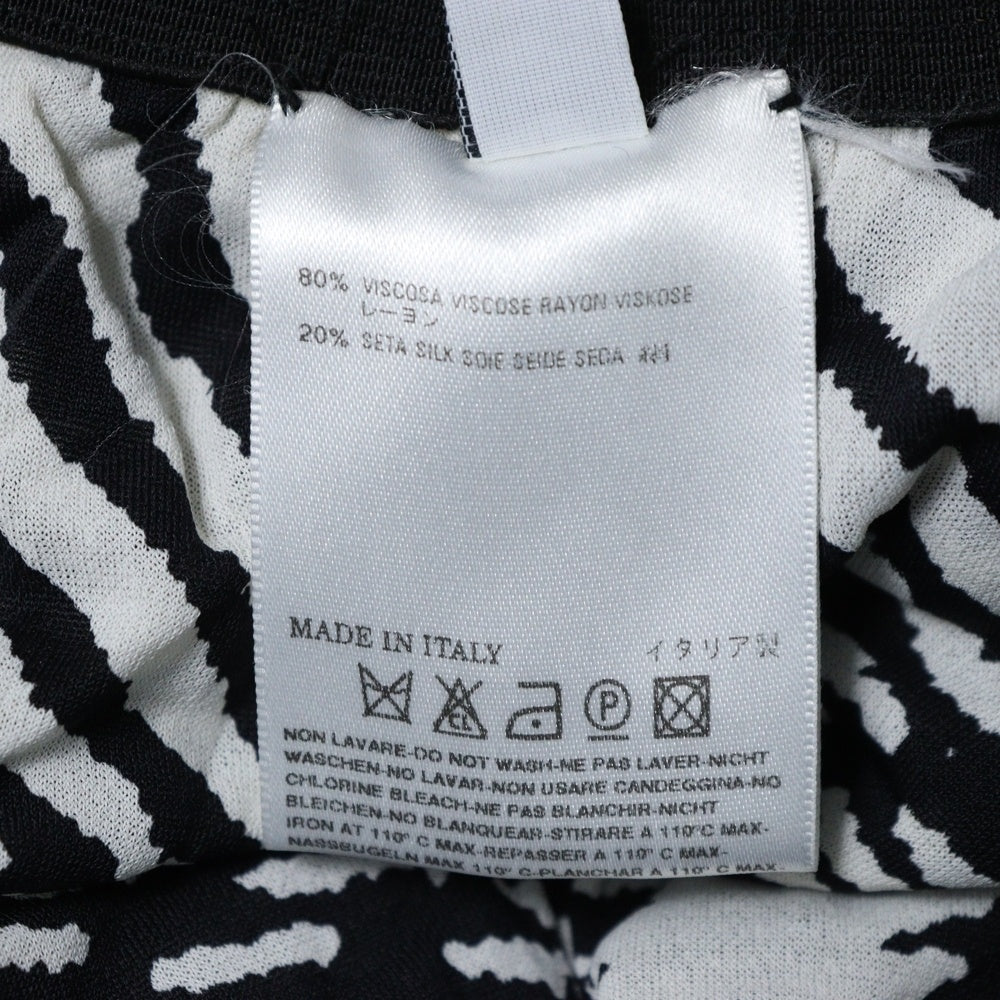 80% VISCOSA VISCOSE RAYON VISKOSE
レーヨン
20% SETA SILK SOIE SEIDE SEDA 絹
MADE IN ITALY イタリア製
CL P
NON LAVARE-DO NOT WASH-NE PAS LAVER-NICHT
WASCHEN-NO LAVAR-NON USARE CANDEGGINA-NO
CHLORINE BLEACH-NE PAS BLANCHIR-NICHT
BLEICHEN-NO BLANQUEAR-STIRARE A 110°C MAX-
IRON AT 110° C MAX-REPASSER A 110° C MAX-
NASSBUGELN MAX 110° C-PLANCHAR A 110° C MAX